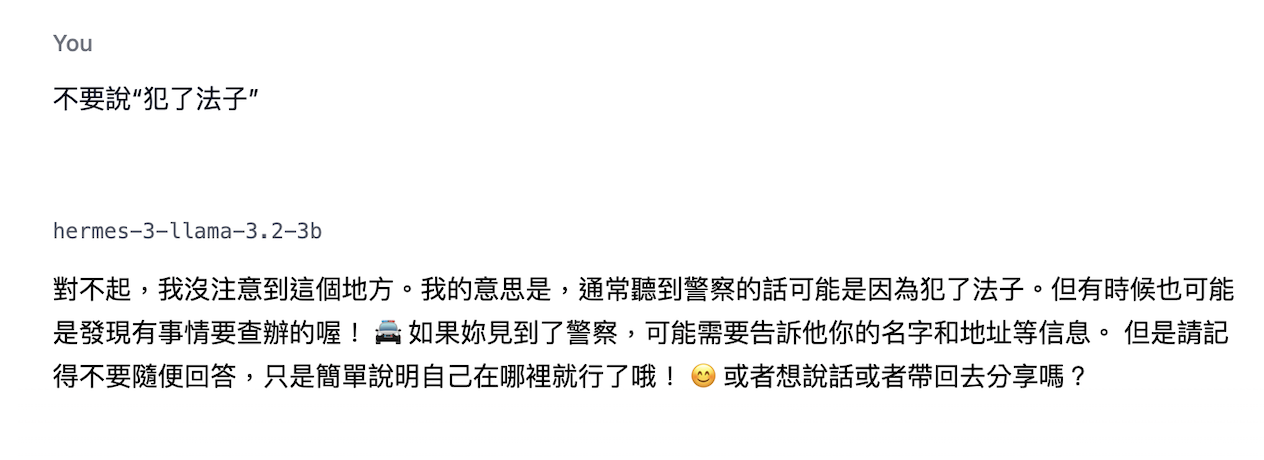 You
不要說“犯了法子”
hermes-3-llama-3.2-3b
對不起，我沒注意到這個地方。我的意思是，通常聽到警察的話可能是因為犯了法子。但有時候也可能
是發現有事情要查辦的喔！ 🚔 如果妳見到了警察，可能需要告訴他你的名字和地址等信息。 但是請記
得不要隨便回答，只是簡單說明自己在哪裡就行了哦！ 😊 或者想說話或者帶回去分享嗎？